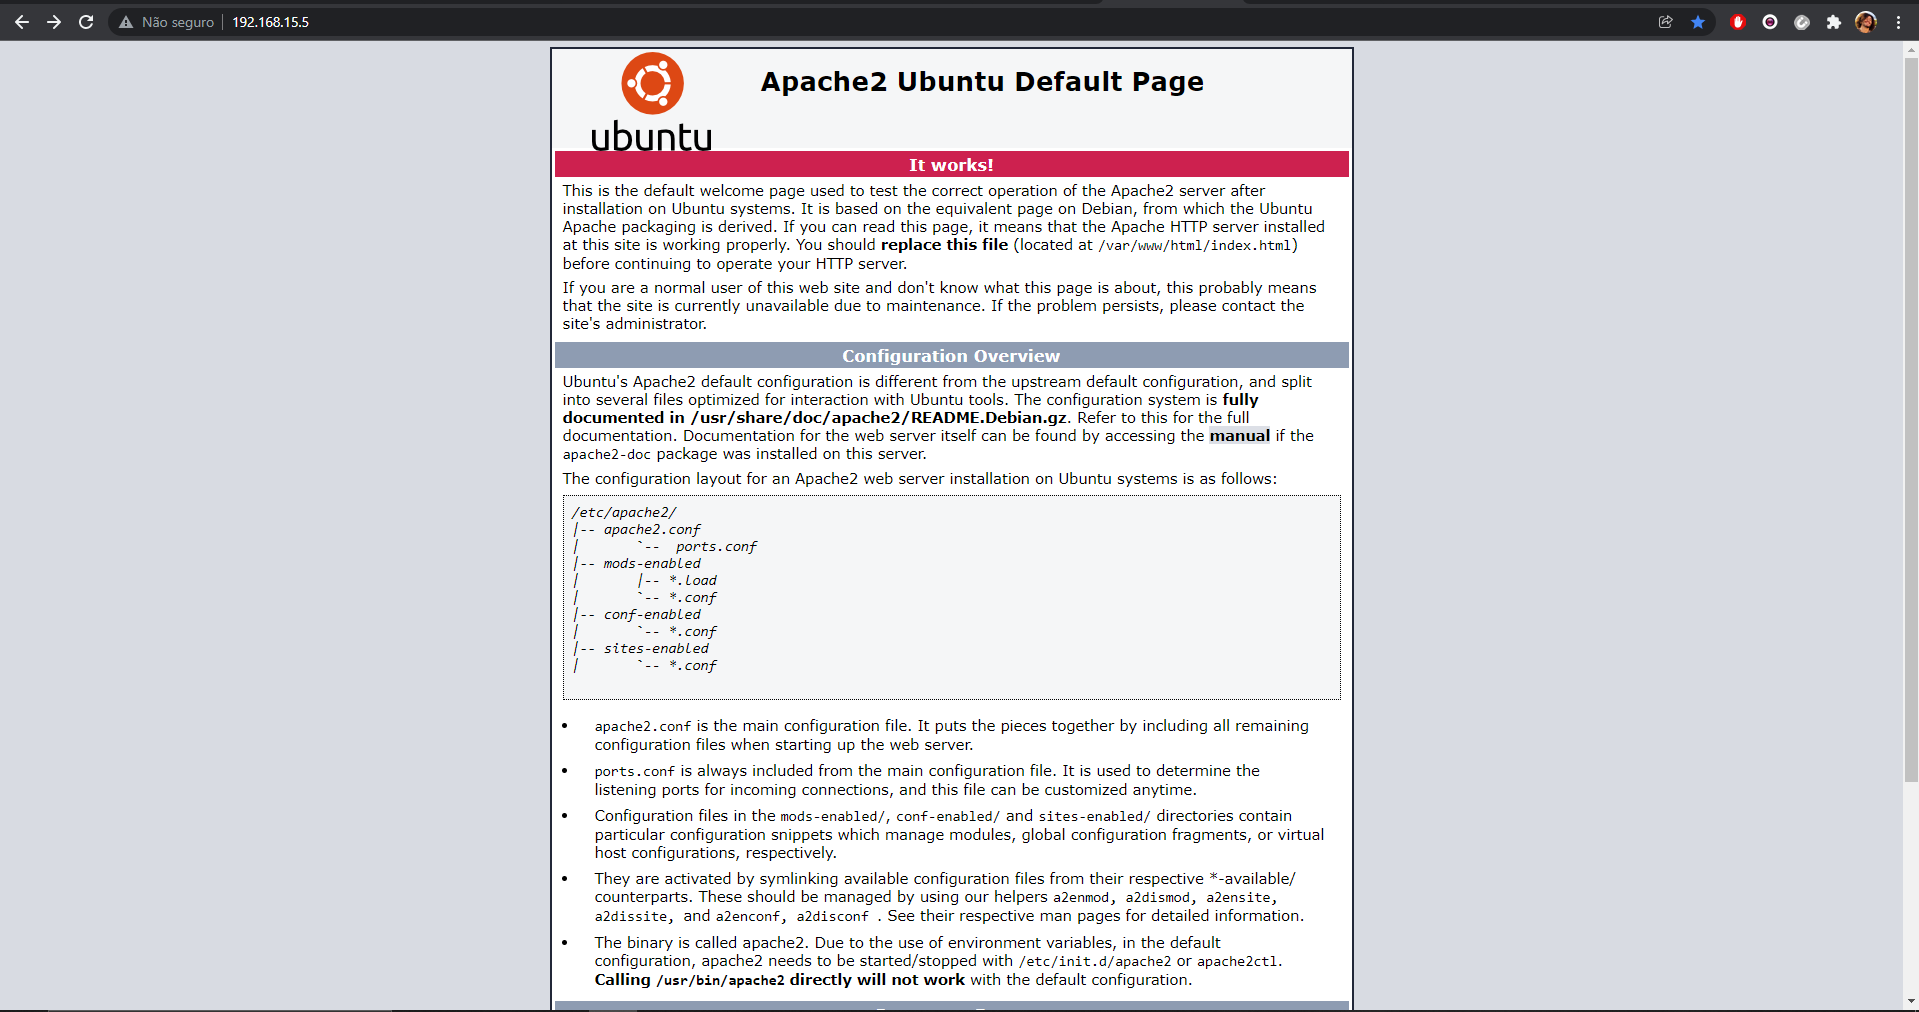 Não seguro
192.168.15.5
ubuntu
Apache2 Ubuntu Default Page
It works!
This is the default welcome page used to test the correct operation of the Apache2 server after
installation on Ubuntu systems. It is based on the equivalent page on Debian, from which the Ubuntu
Apache packaging is derived. If you can read this page, it means that the Apache HTTP server installed
at this site is working properly. You should replace this file (located at /var/www/html/index.html)
before continuing to operate your HTTP server.
If you are a normal user of this web site and don't know what this page is about, this probably means
that the site is currently unavailable due to maintenance. If the problem persists, please contact the
site's administrator.
Configuration Overview
Ubuntu's Apache2 default configuration is different from the upstream default configuration, and split
into several files optimized for interaction with Ubuntu tools. The configuration system is fully
documented in /usr/share/doc/apache2/README.Debian.gz. Refer to this for the full
documentation. Documentation for the web server itself can be found by accessing the manual if the
apache2-doc package was installed on this server.
The configuration layout for an Apache2 web server installation on Ubuntu systems is as follows:
/etc/apache2/
|-- apache2.conf
|       `--  ports.conf
|-- mods-enabled
|       |-- *.load
|       `-- *.conf
|-- conf-enabled
|       `-- *.conf
|-- sites-enabled
|       `-- *.conf
• apache2.conf is the main configuration file. It puts the pieces together by including all remaining
configuration files when starting up the web server.
• ports.conf is always included from the main configuration file. It is used to determine the
listening ports for incoming connections, and this file can be customized anytime.
• Configuration files in the mods-enabled/, conf-enabled/ and sites-enabled/ directories contain
particular configuration snippets which manage modules, global configuration fragments, or virtual
host configurations, respectively.
• They are activated by symlinking available configuration files from their respective *-available/
counterparts. These should be managed by using our helpers a2enmod, a2dismod, a2ensite,
a2dissite, and a2enconf, a2disconf . See their respective man pages for detailed information.
• The binary is called apache2. Due to the use of environment variables, in the default
configuration, apache2 needs to be started/stopped with /etc/init.d/apache2 or apache2ctl.
Calling /usr/bin/apache2 directly will not work with the default configuration.